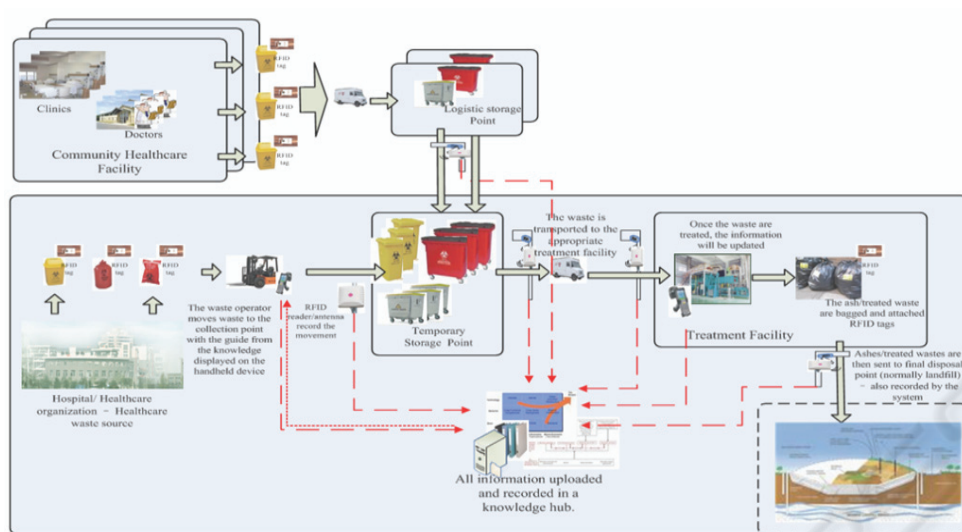 Clinics
Doctors
Community Healthcare
Facility
RFID
tag
RFID
tag
RFID
tag
Logistic storage
Point
RFID
tag
RFID
tag
RFID
tag
The waste operator
moves waste to the
collection point
with the guide from
the knowledge
displayed on the
handheld device
Hospital/ Healthcare
organization – Healthcare
waste source
RFID
reader/antenna
record the
movement
Temporary
Storage Point
The waste is
transported to the
appropriate
treatment facility
Once the waste are
treated, the information
will be updated
RFID
tag
The ash/treated waste
are bagged and attached
RFID tags
Treatment Facility
Ashes/treated wastes are
then sent to final disposal
point (normally landfill)
– also recorded by the
system
All information uploaded
and recorded in a
knowledge hub.